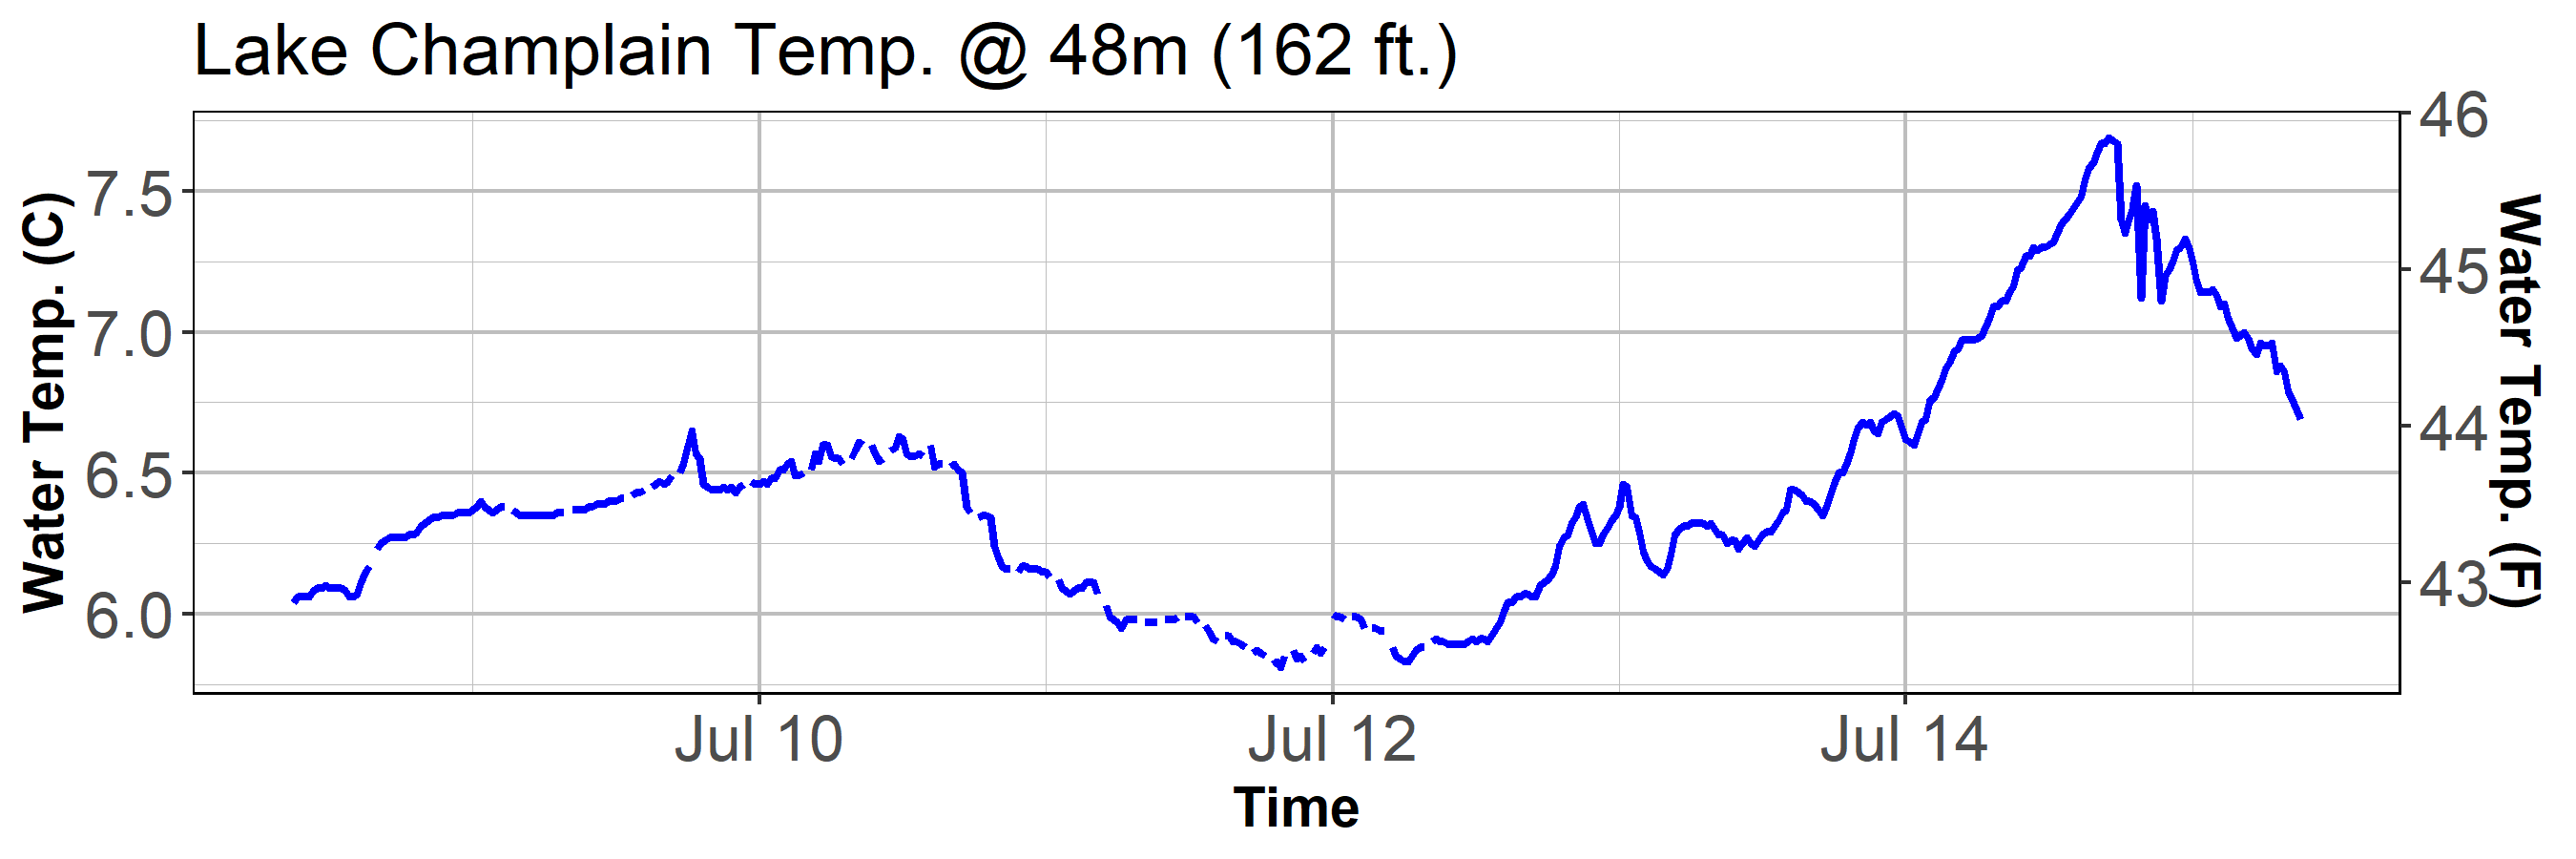 Lake Champlain Temp. @ 48m (162 ft.)
Water Temp. (C)
7.5
7.0
6.5
6.0
46
45
44
43
Water Temp. (F)
Jul 10 Jul 12 Jul 14
Time